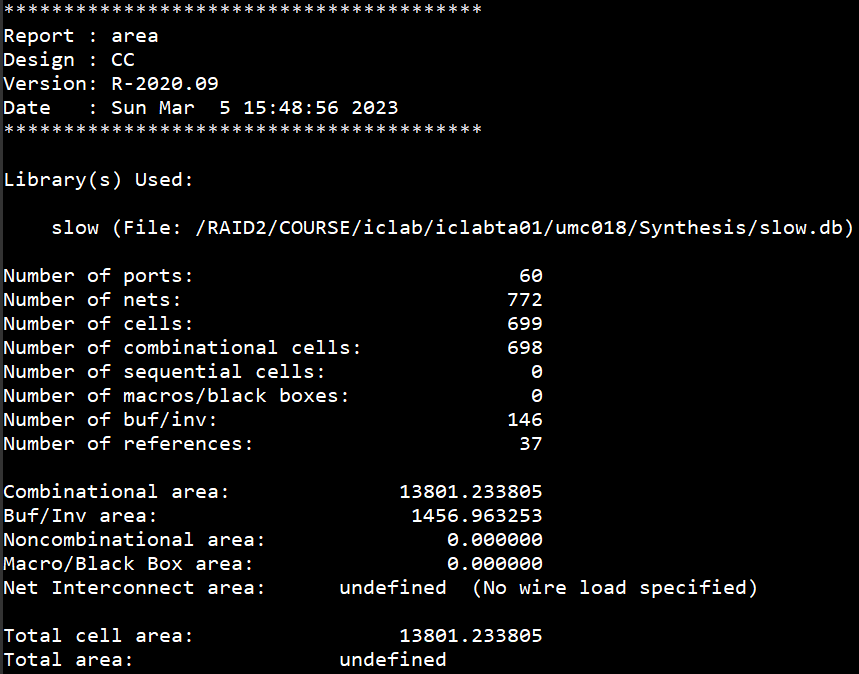 ****************************************
Report : area
Design : CC
Version: R-2020.09
Date   : Sun Mar  5 15:48:56 2023
****************************************
Library(s) Used:
    slow (File: /RAID2/COURSE/iclab/iclabta01/umc018/Synthesis/slow.db)
Number of ports:                           60
Number of nets:                           772
Number of cells:                          699
Number of combinational cells:            698
Number of sequential cells:                 0
Number of macros/black boxes:               0
Number of buf/inv:                        146
Number of references:                      37
Combinational area:              13801.233805
Buf/Inv area:                     1456.963253
Noncombinational area:               0.000000
Macro/Black Box area:                0.000000
Net Interconnect area:      undefined  (No wire load specified)
Total cell area:                 13801.233805
Total area:                 undefined